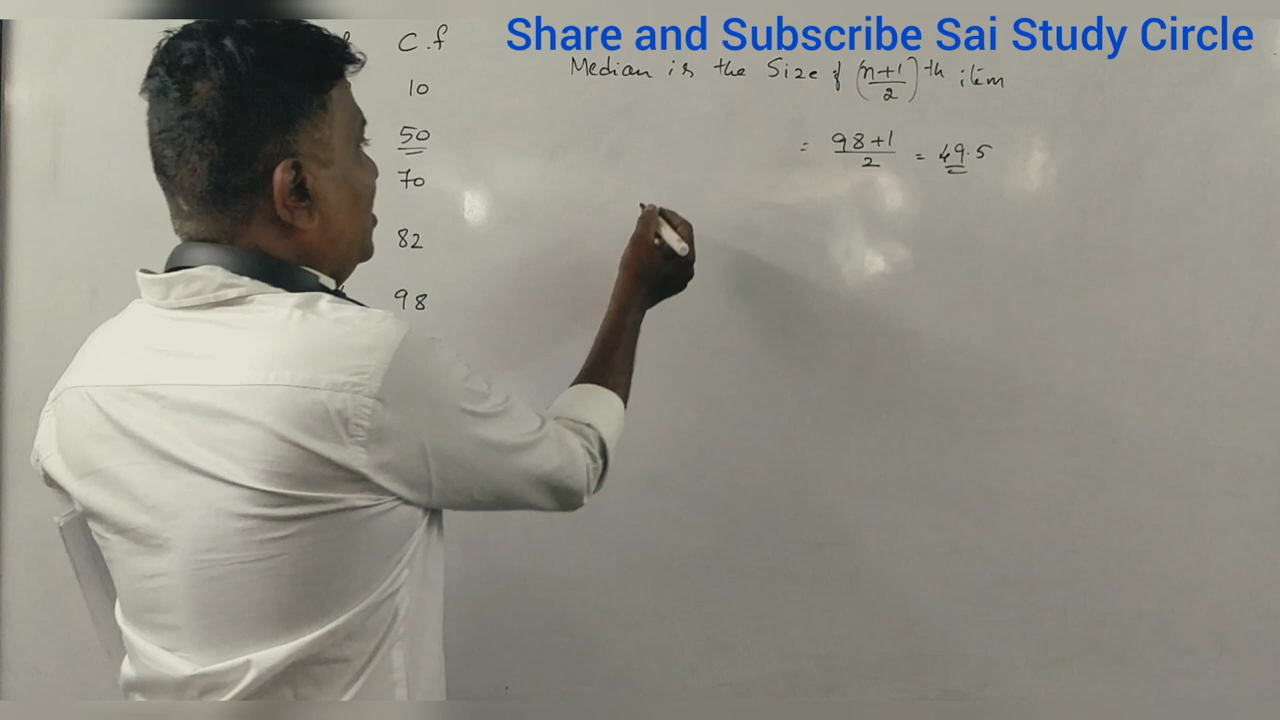 Share and Subscribe Sai Study Circle
C.f
10
50
70
82
98
Median is the Size of (n+1/2)th item
= 98+1/2 = 49.5